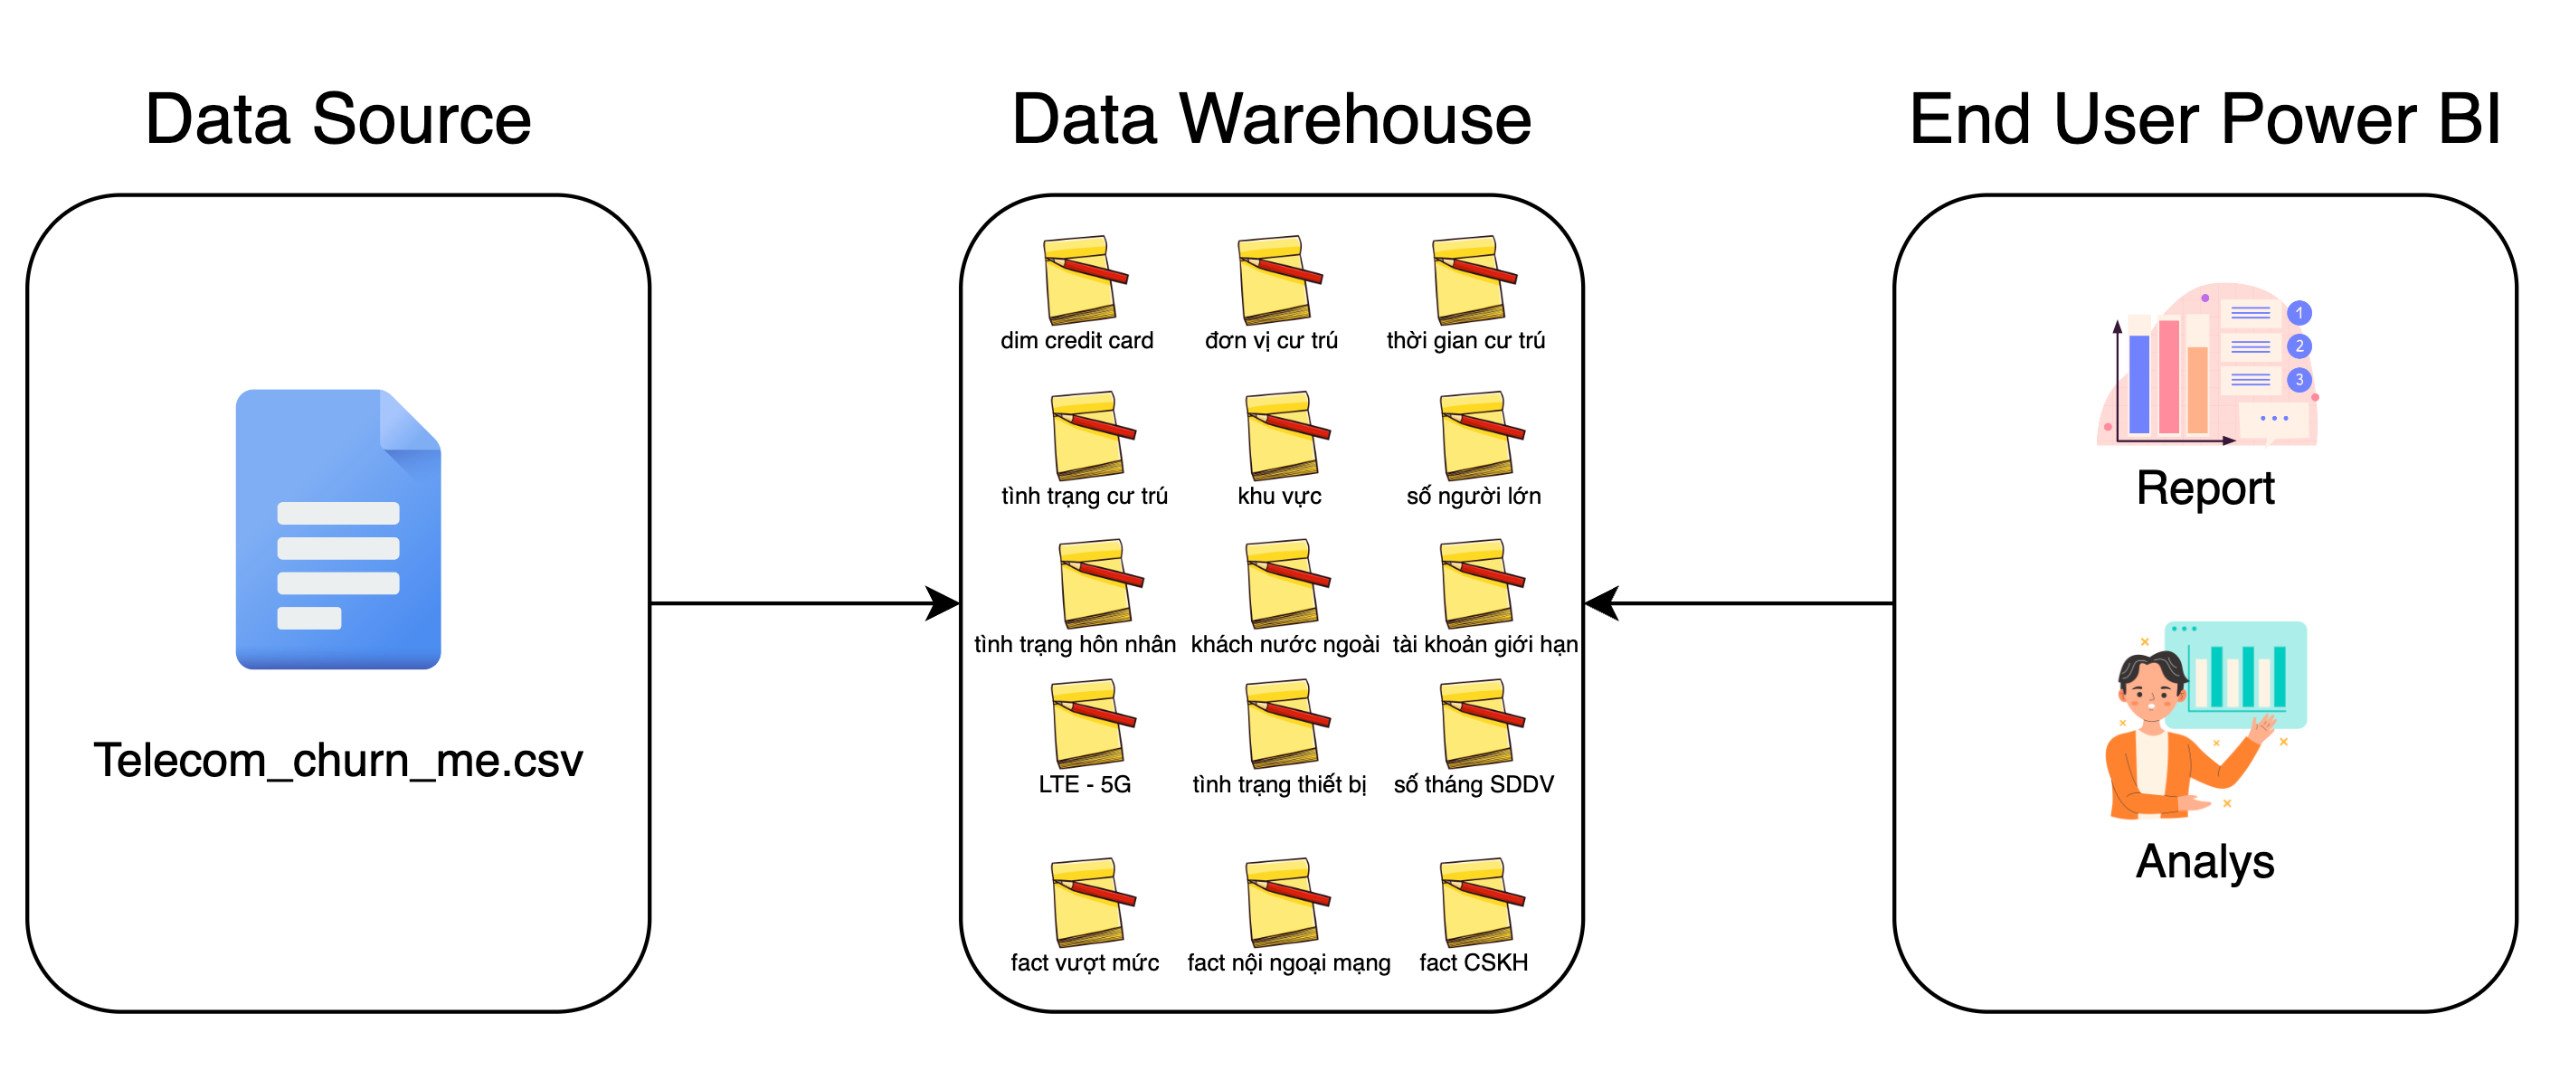 Data Source
Data Warehouse
End User Power BI
Telecom_churn_me.csv
dim credit card
đơn vị cư trú
thời gian cư trú
tình trạng cư trú
khu vực
số người lớn
tình trạng hôn nhân
khách nước ngoài
tài khoản giới hạn
LTE - 5G
tình trạng thiết bị
số tháng SDDV
fact vượt mức
fact nội ngoại mạng
fact CSKH
1
2
3
Report
Analys